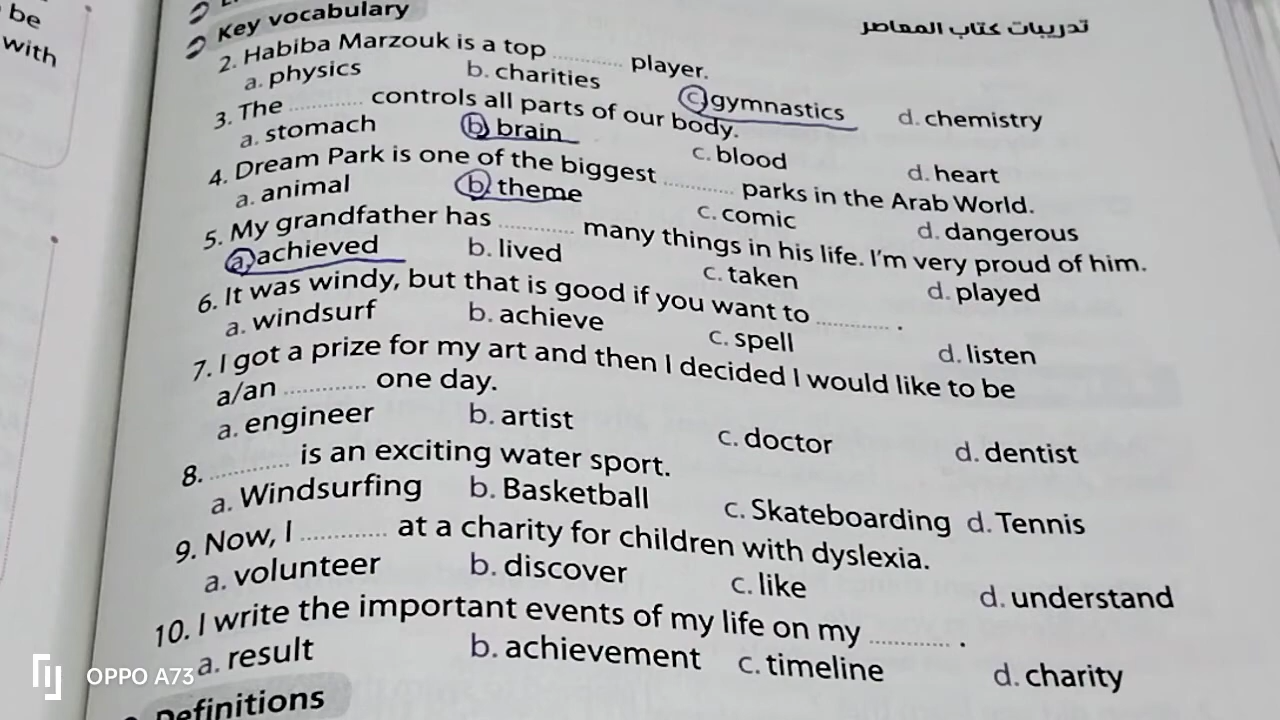 be
with
تدريبات كتاب المعاصر
Key vocabulary
2. Habiba Marzouk is a top ............ player.
a. physics b. charities c. gymnastics d. chemistry
3. The ............ controls all parts of our body.
a. stomach b. brain c. blood d. heart
4. Dream Park is one of the biggest ............ parks in the Arab World.
a. animal b. theme c. comic d. dangerous
5. My grandfather has ............ many things in his life. I'm very proud of him.
a. achieved b. lived c. taken d. played
6. It was windy, but that is good if you want to ............ .
a. windsurf b. achieve c. spell d. listen
7. I got a prize for my art and then I decided I would like to be
a/an ............ one day.
a. engineer b. artist c. doctor d. dentist
8. ............ is an exciting water sport.
a. Windsurfing b. Basketball c. Skateboarding d. Tennis
9. Now, I ............ at a charity for children with dyslexia.
a. volunteer b. discover c. like d. understand
10. I write the important events of my life on my ............ .
a. result b. achievement c. timeline d. charity
Definitions
OPPO A73